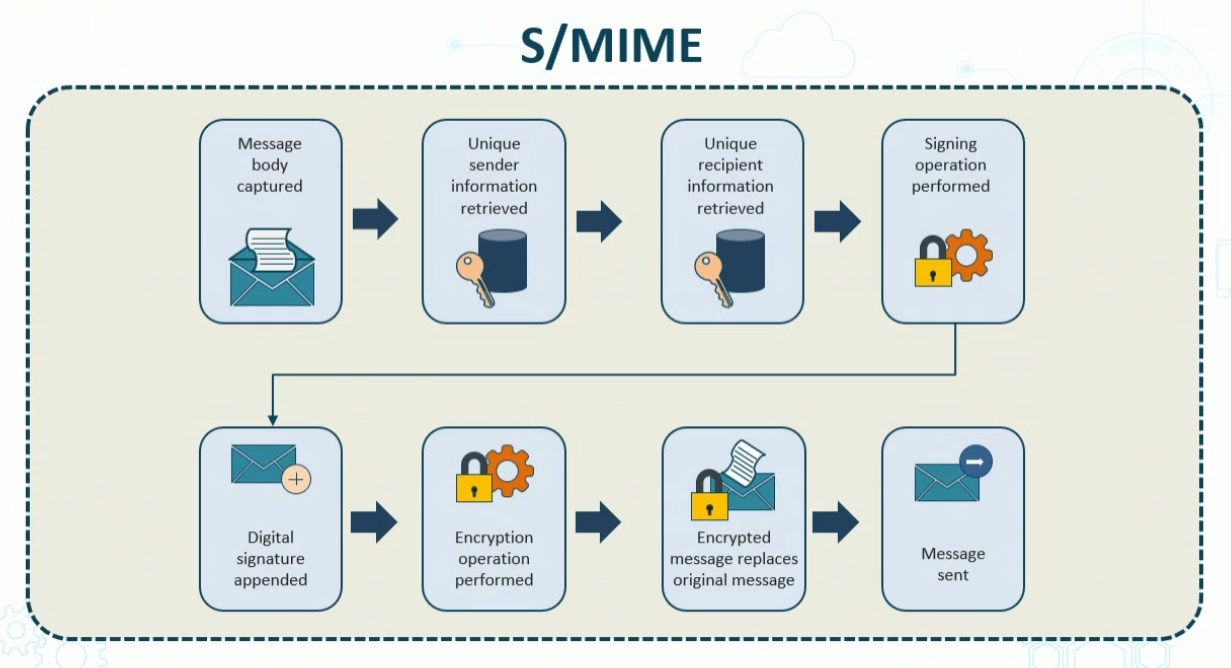 S/MIME
Message
body
captured
Unique
sender
information
retrieved
Unique
recipient
information
retrieved
Signing
operation
performed
Digital
signature
appended
Encryption
operation
performed
Encrypted
message replaces
original message
Message
sent